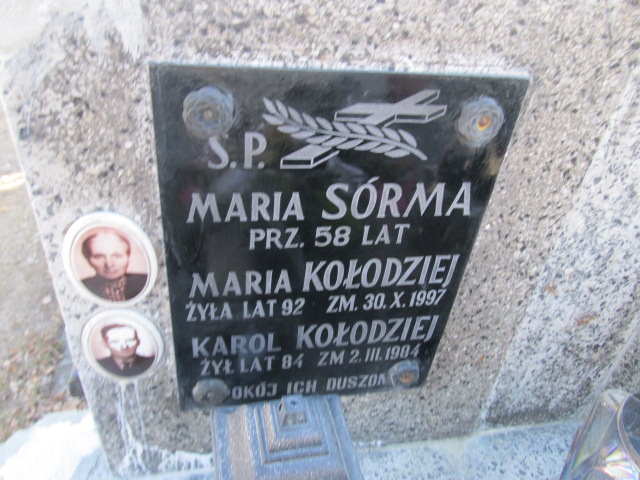 S.P.
MARIA SÓRMA
PRZ. 58 LAT
MARIA KOŁODZIEJ
ŻYŁA LAT 92 ZM. 30.X.1997
KAROL KOŁODZIEJ
ŻYŁ LAT 84 ZM 2.III.1984
POKÓJ ICH DUSZOM